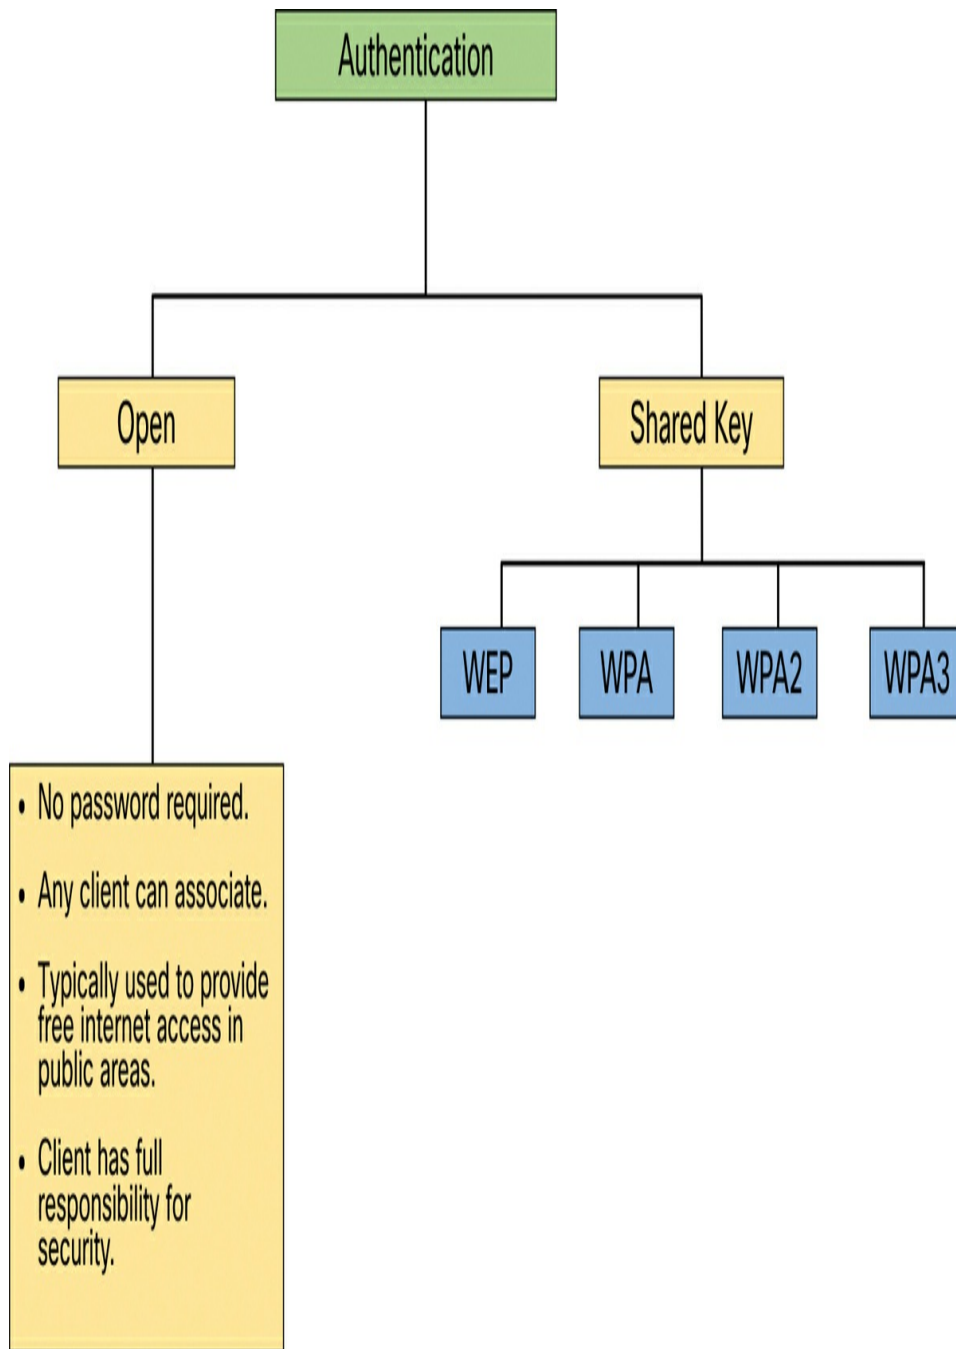 Authentication
Open
Shared Key
WEP
WPA
WPA2
WPA3
• No password required.
• Any client can associate.
• Typically used to provide
free internet access in
public areas.
• Client has full
responsibility for
security.